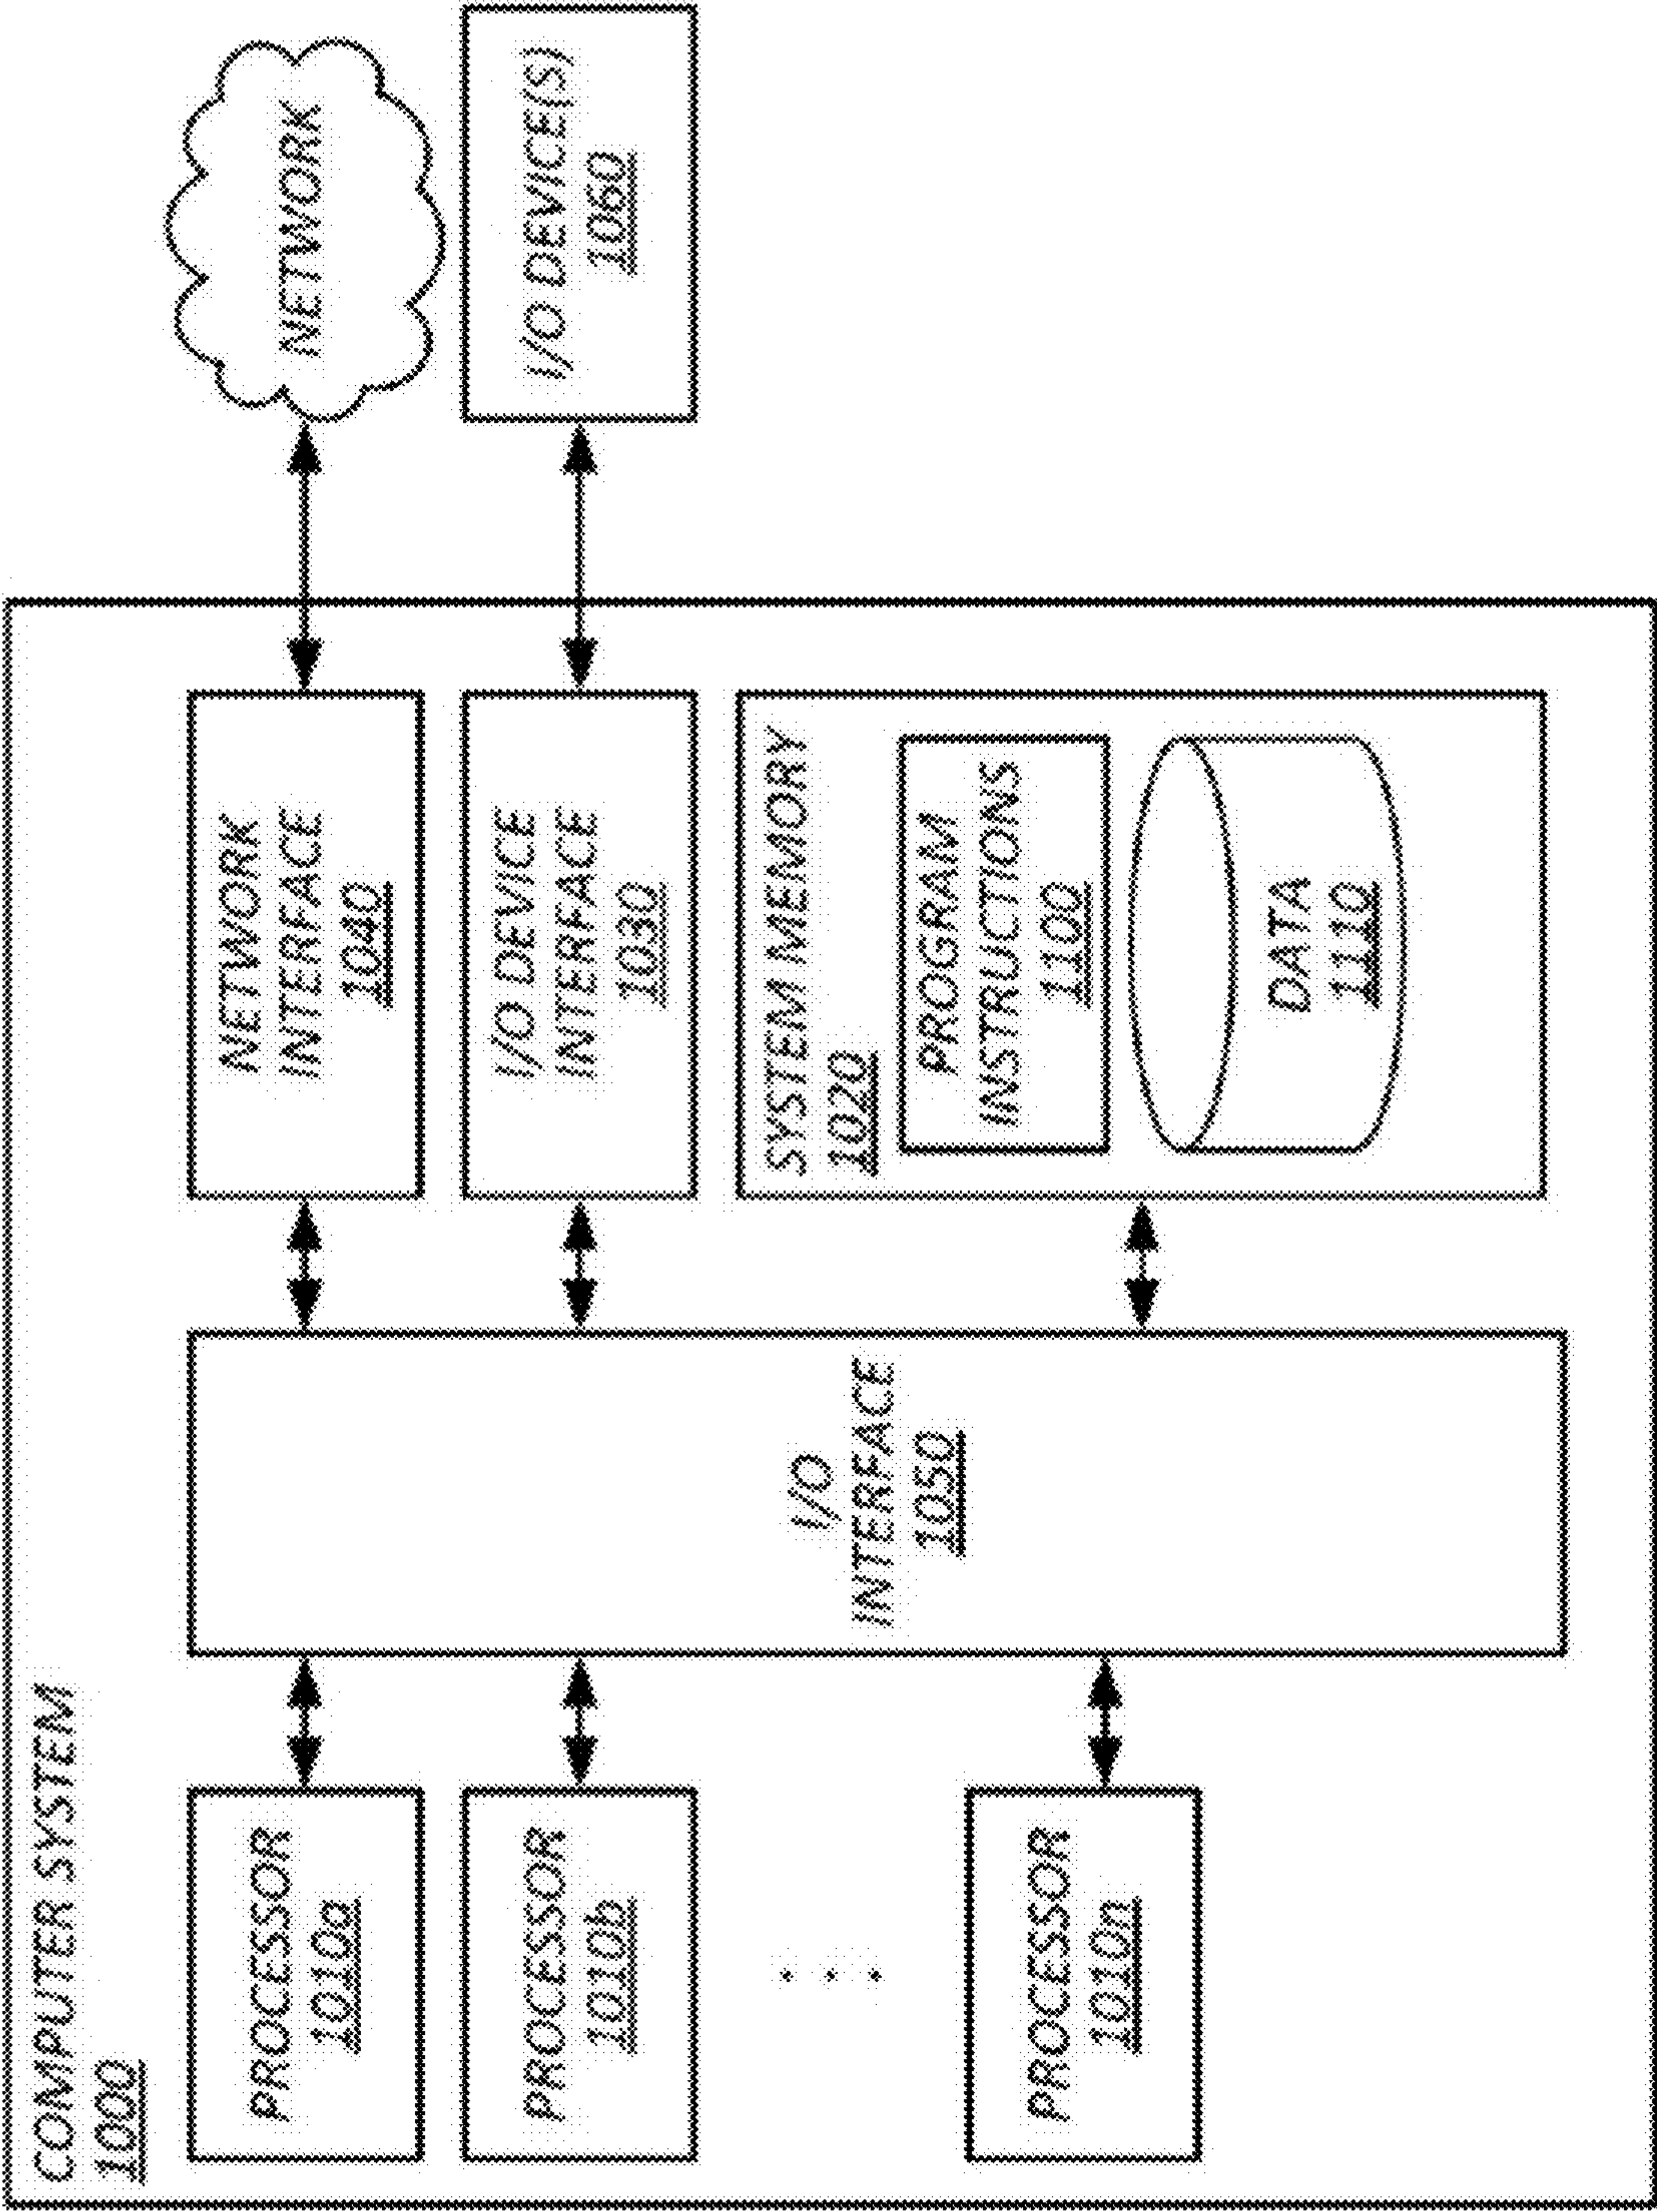 COMPUTER SYSTEM
1000
PROCESSOR
1010a
PROCESSOR
1010b
. . .
PROCESSOR
1010n
I/O
INTERFACE
1050
NETWORK
INTERFACE
1040
I/O DEVICE
INTERFACE
1030
SYSTEM MEMORY
1020
PROGRAM
INSTRUCTIONS
1100
DATA
1110
NETWORK
I/O DEVICE(S)
1060